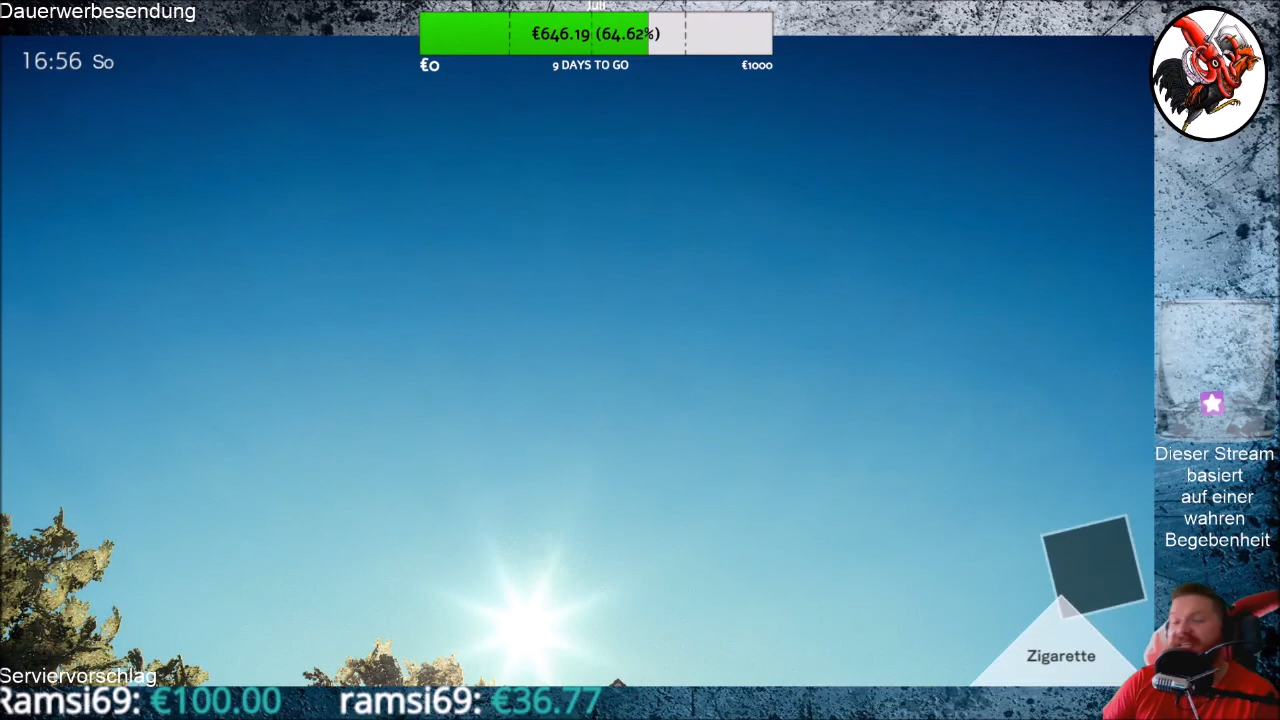 Dauerwerbesendung
Juli
€646.19 (64.62%)
16:56 So
€0
9 DAYS TO GO
€1000
Dieser Stream
basiert
auf einer
wahren
Begebenheit
Zigarette
Serviervorschlag
Ramsi69: €100.00
ramsi69: €36.77